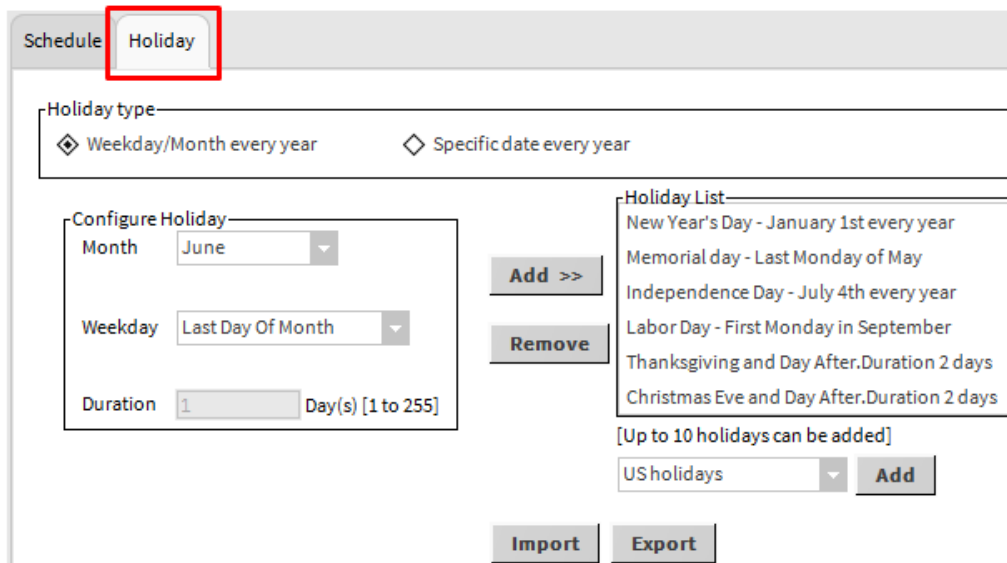 Schedule Holiday
Holiday type
Weekday/Month every year Specific date every year
Configure Holiday
Month June
Weekday Last Day Of Month
Duration 1 Day(s) [1 to 255]
Add >>
Remove
Holiday List
New Year's Day - January 1st every year
Memorial day - Last Monday of May
Independence Day - July 4th every year
Labor Day - First Monday in September
Thanksgiving and Day After.Duration 2 days
Christmas Eve and Day After.Duration 2 days
[Up to 10 holidays can be added]
US holidays Add
Import Export